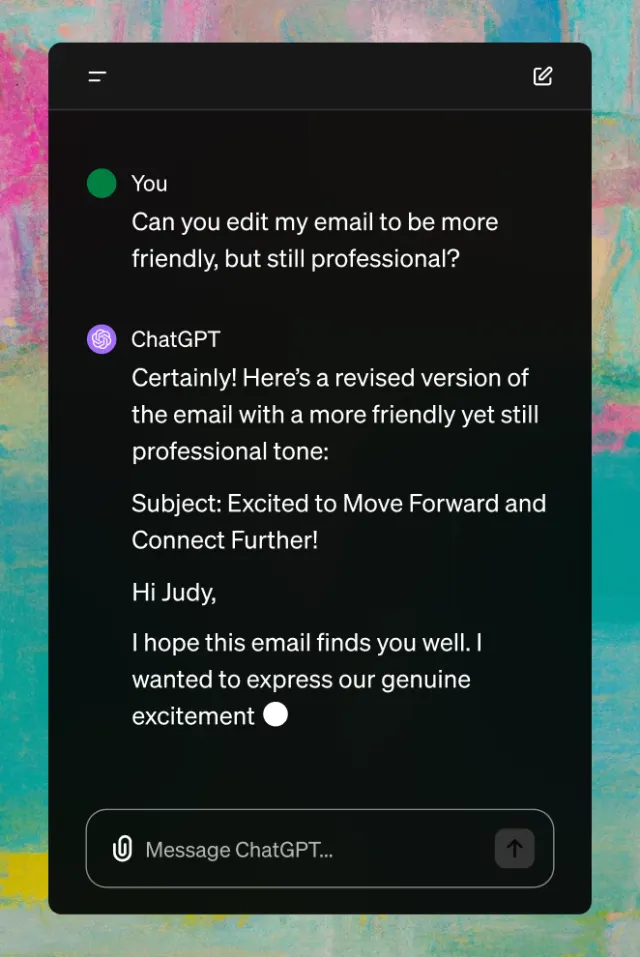 You
Can you edit my email to be more
friendly, but still professional?
ChatGPT
Certainly! Here’s a revised version of
the email with a more friendly yet still
professional tone:
Subject: Excited to Move Forward and
Connect Further!
Hi Judy,
I hope this email finds you well. I
wanted to express our genuine
excitement
Message ChatGPT...